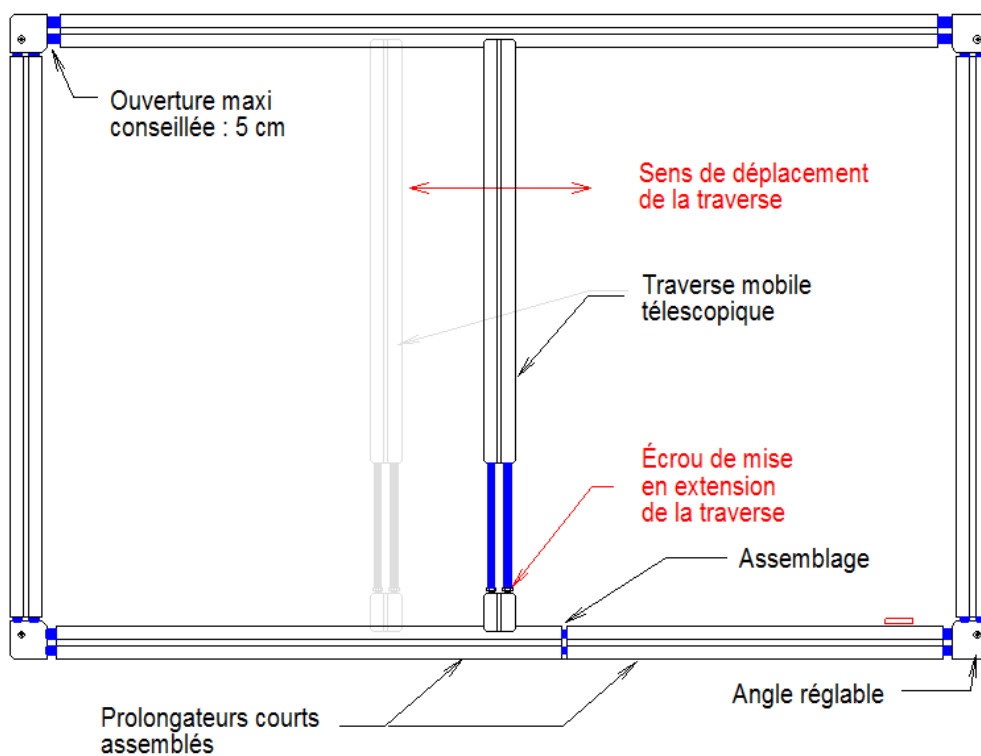 Ouverture maxi
conseillée : 5 cm
Sens de déplacement
de la traverse
Traverse mobile
télescopique
Écrou de mise
en extension
de la traverse
Assemblage
Angle réglable
Prolongateurs courts
assemblés